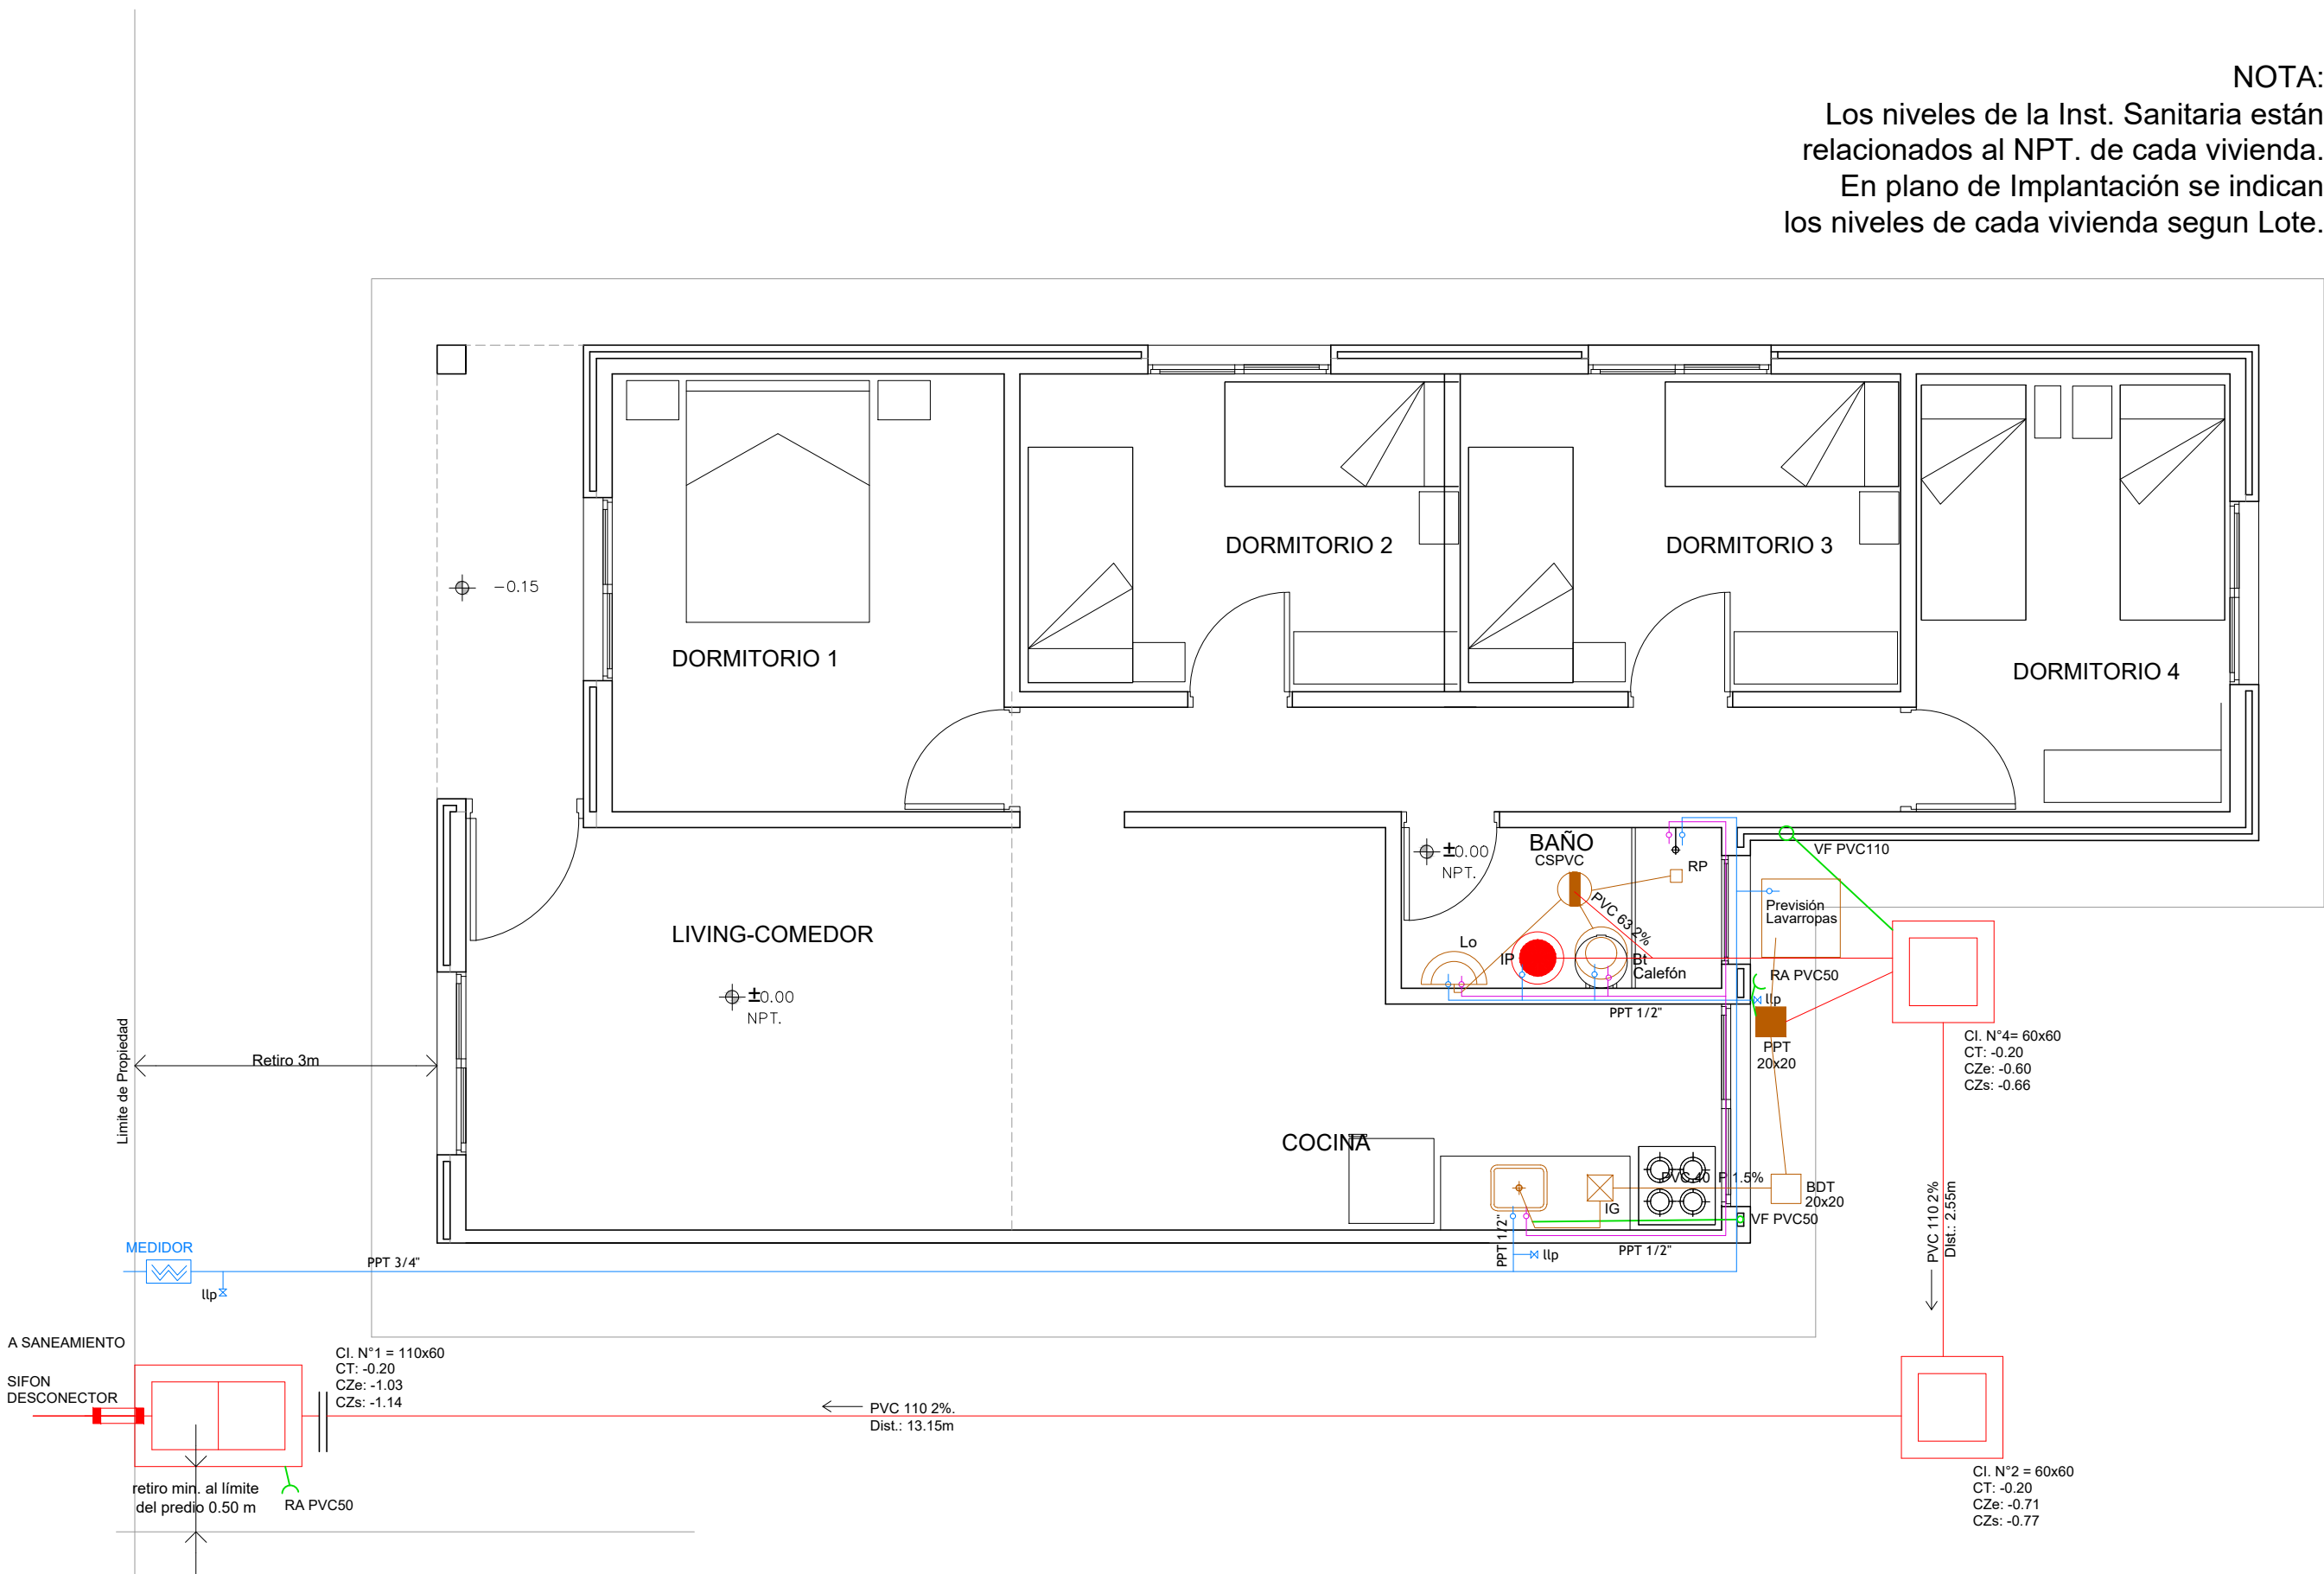 NOTA:
Los niveles de la Inst. Sanitaria están
relacionados al NPT. de cada vivienda.
En plano de Implantación se indican
los niveles de cada vivienda segun Lote.
DORMITORIO 2
DORMITORIO 3
-0.15
DORMITORIO 1
DORMITORIO 4
BAÑO
CSPVC
±0.00
NPT.
RP
VF PVC110
Previsión
Lavarropas
PVC 63 2%
LIVING-COMEDOR
Lo
IP
Bt
Calefón
RA PVC50
llp
±0.00
NPT.
PPT 1/2"
PPT
20x20
CI. N°4= 60x60
CT: -0.20
CZe: -0.60
CZs: -0.66
Limite de Propiedad
Retiro 3m
COCINA
PVC 40 P 1.5%
IG
BDT
20x20
VF PVC50
PVC 110 2%
DIst.: 2.55m
MEDIDOR
PPT 3/4"
llp
PPT 1/2"
llp
PPT 1/2"
A SANEAMIENTO
SIFON
DESCONECTOR
CI. N°1 = 110x60
CT: -0.20
CZe: -1.03
CZs: -1.14
PVC 110 2%.
Dist.: 13.15m
retiro min. al límite
del predio 0.50 m
RA PVC50
CI. N°2 = 60x60
CT: -0.20
CZe: -0.71
CZs: -0.77